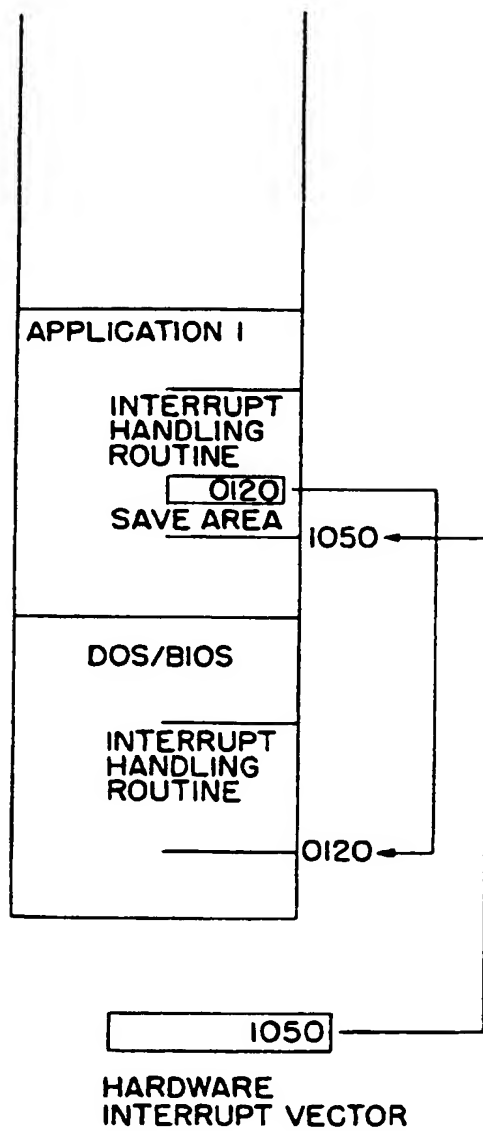 APPLICATION I
INTERRUPT
HANDLING
ROUTINE
0120
SAVE AREA
1050
DOS/BIOS
INTERRUPT
HANDLING
ROUTINE
0120
1050
HARDWARE
INTERRUPT VECTOR